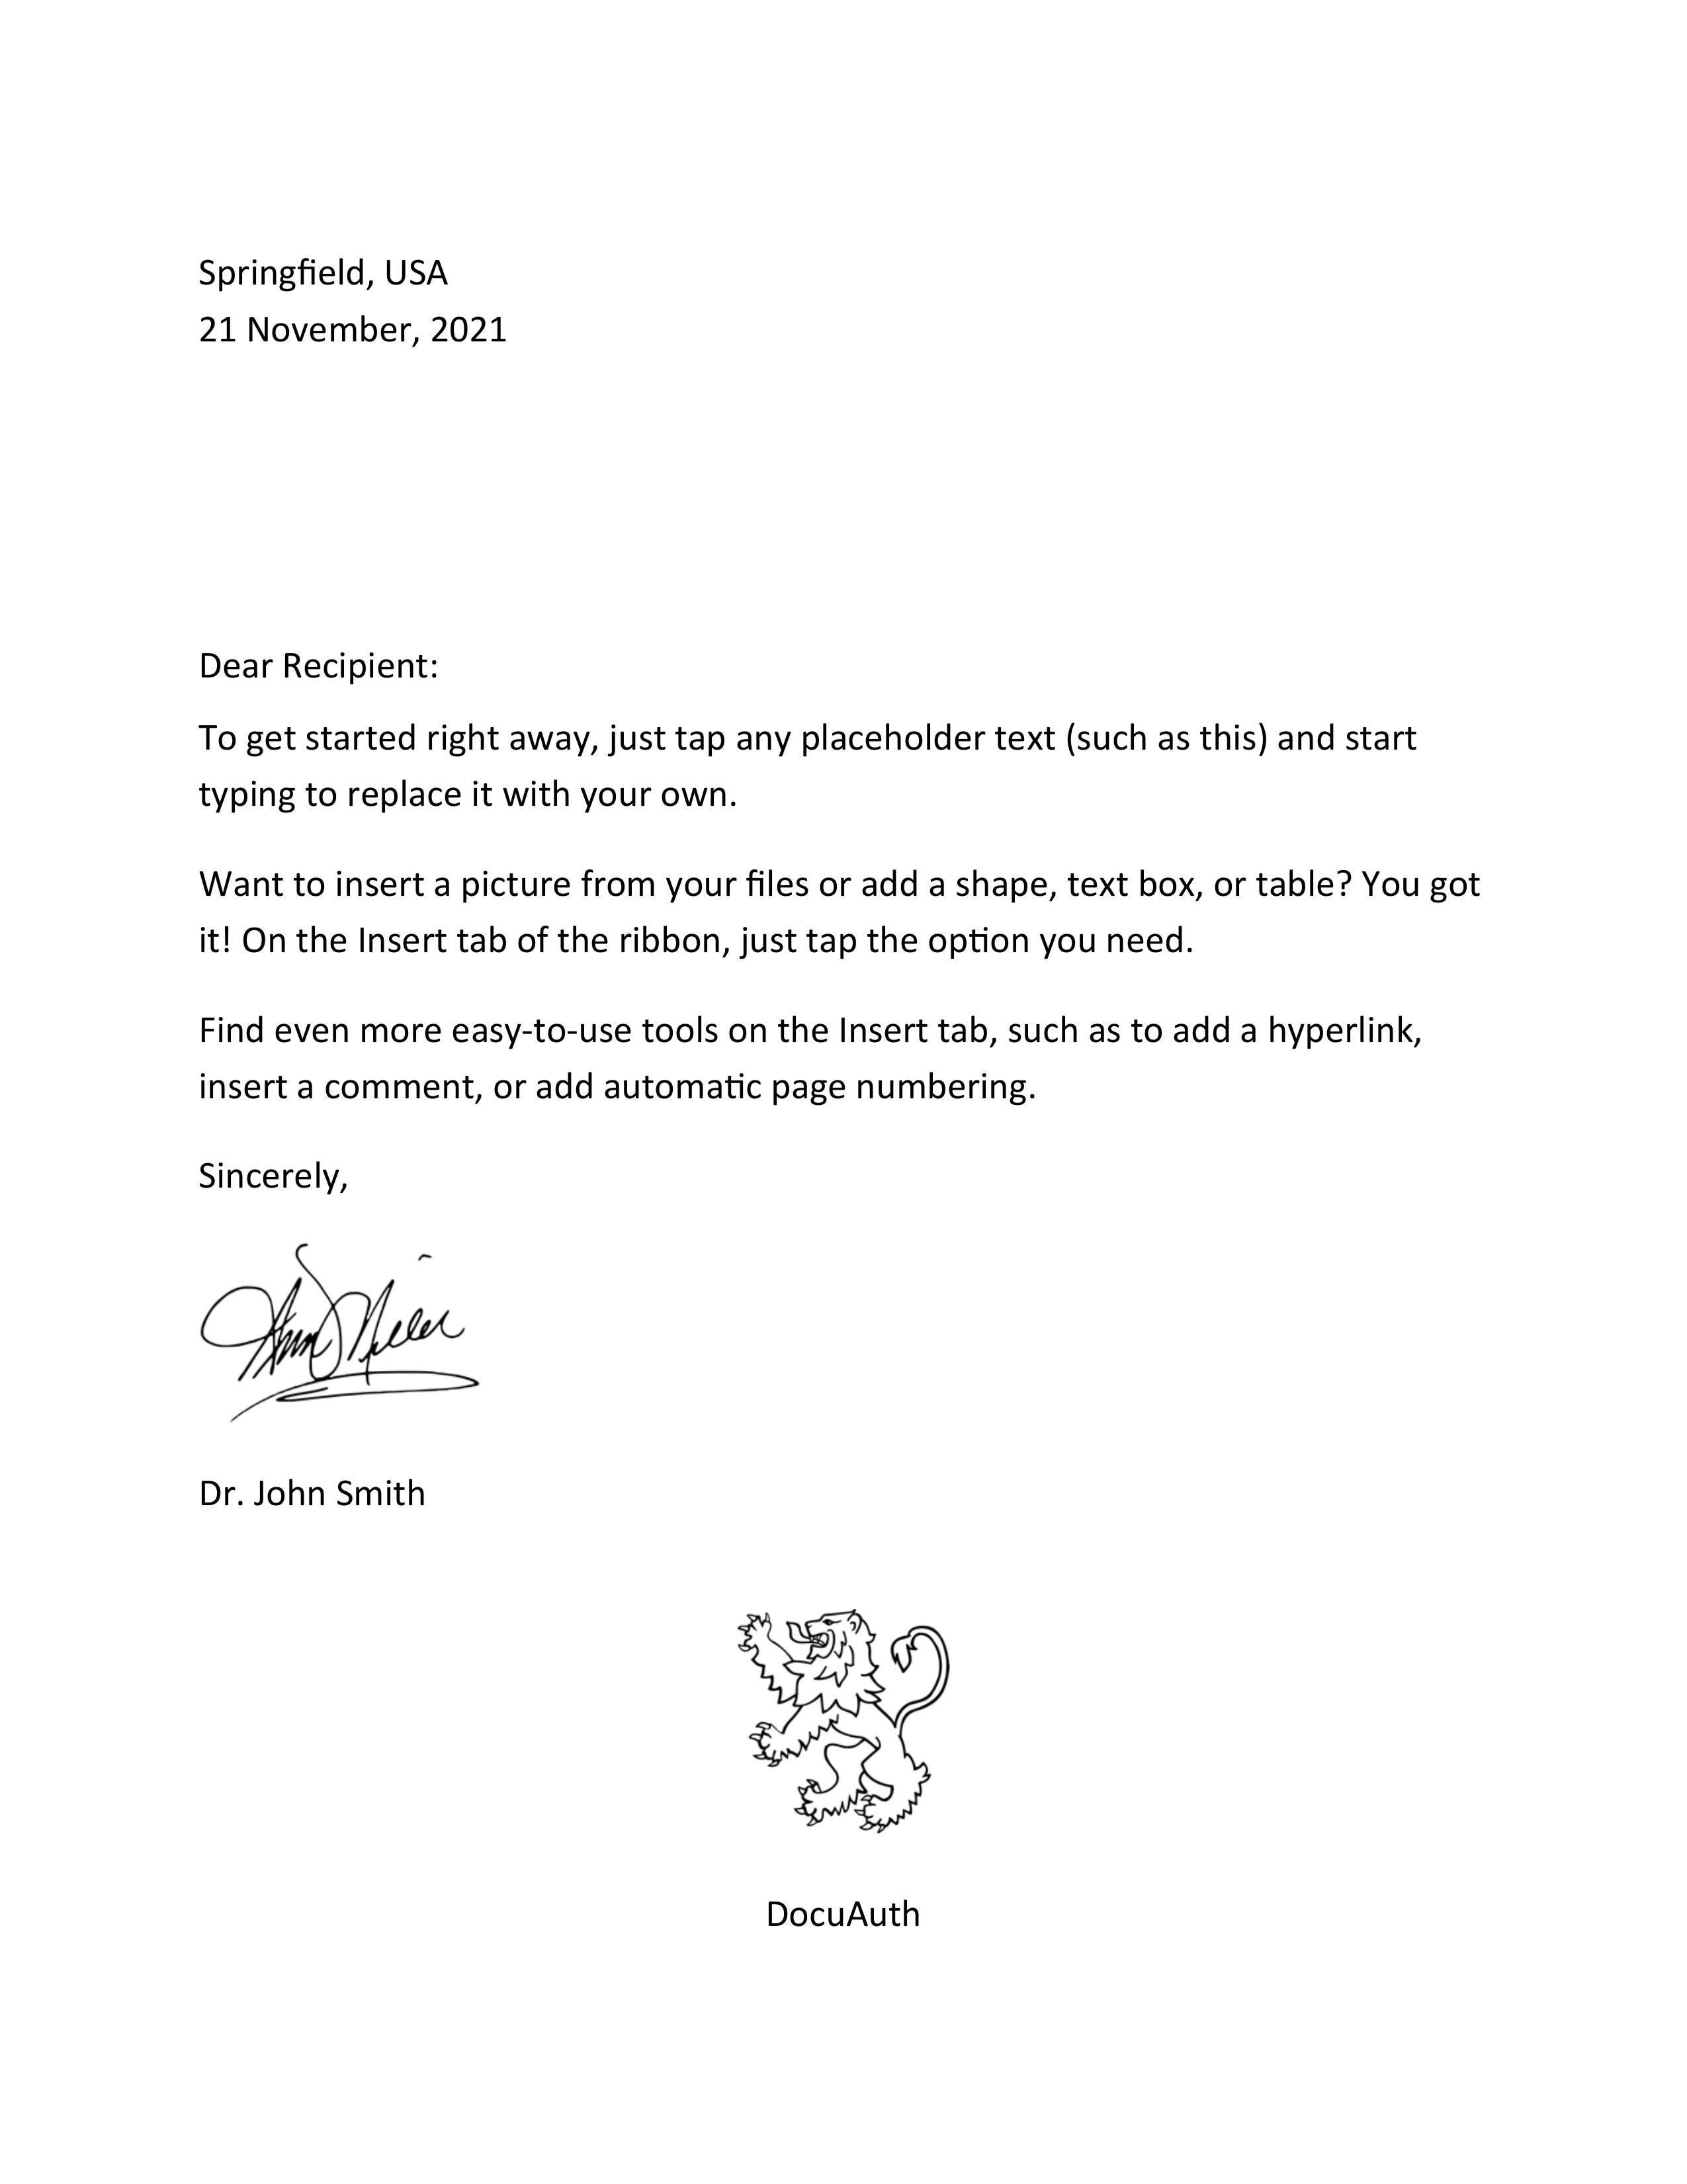 Springfield, USA
21 November, 2021
Dear Recipient:
To get started right away, just tap any placeholder text (such as this) and start
typing to replace it with your own.
Want to insert a picture from your files or add a shape, text box, or table? You got
it! On the Insert tab of the ribbon, just tap the option you need.
Find even more easy-to-use tools on the Insert tab, such as to add a hyperlink,
insert a comment, or add automatic page numbering.
Sincerely,
Dr. John Smith
DocuAuth